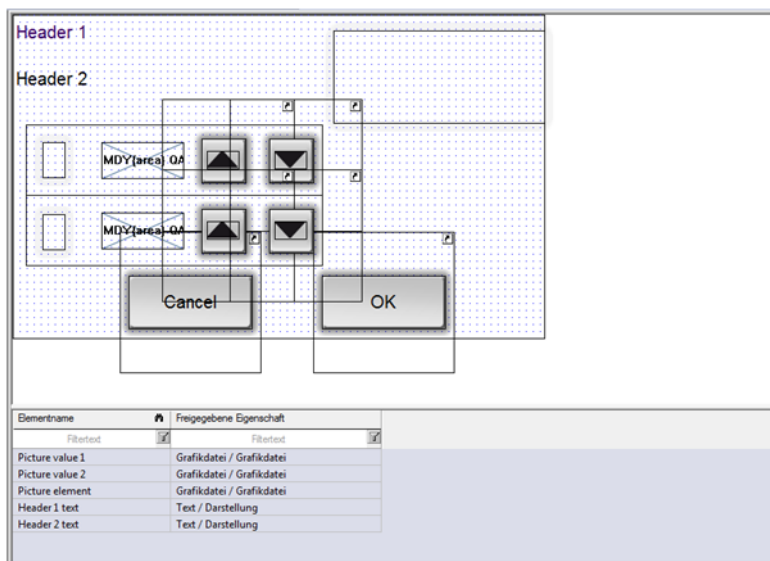 Header 1
Header 2
MDY(area) QA
MDY(area) QA
Cancel OK
Elementname Freigegebene Eigenschaft
Filtertext Filtertext
Picture value 1 Grafikdatei / Grafikdatei
Picture value 2 Grafikdatei / Grafikdatei
Picture element Grafikdatei / Grafikdatei
Header 1 text Text / Darstellung
Header 2 text Text / Darstellung